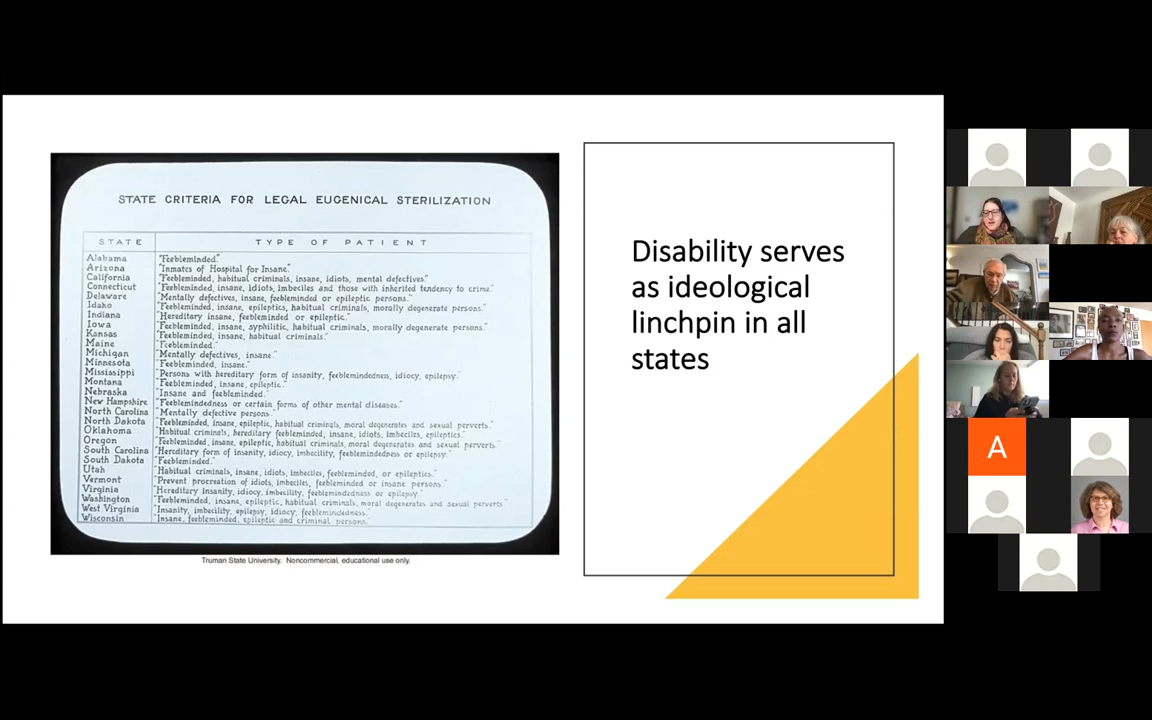 STATE CRITERIA FOR LEGAL EUGENICAL STERILIZATION
STATE TYPE OF PATIENT
Alabama "Feebleminded."
Arizona "Inmates of Hospital for Insane."
California "Feebleminded, habitual criminals, insane, idiots, mental defectives."
Connecticut "Feebleminded, insane, idiots, imbeciles and those with inherited tendency to crime."
Delaware "Mentally defectives, insane, feebleminded or epileptic persons."
Idaho "Feebleminded, insane, epileptics, habitual criminals, morally degenerate persons."
Indiana "Hereditary insane, feebleminded or epileptic."
Iowa "Feebleminded, insane, syphilitic, habitual criminals, morally degenerate persons."
Kansas "Feebleminded, insane, habitual criminals."
Maine "Feebleminded."
Michigan "Mentally defectives, insane."
Minnesota "Feebleminded, insane."
Mississippi "Persons with hereditary form of insanity, feeblemindedness, idiocy, epilepsy."
Montana "Feebleminded, insane, epileptic."
Nebraska "Insane and feebleminded."
New Hampshire "Feeblemindedness or certain forms of other mental diseases."
North Carolina "Mentally defective persons."
North Dakota "Feebleminded, insane, epileptic, habitual criminals, moral degenerates and sexual perverts."
Oklahoma "Habitual criminals, hereditary feebleminded, insane, idiots, imbeciles, epileptics."
Oregon "Feebleminded, insane, epileptic, habitual criminals, moral degenerates and sexual perverts."
South Carolina "Hereditary form of insanity, idiocy, imbecility, feeblemindedness or epilepsy."
South Dakota "Feebleminded."
Utah "Habitual criminals, insane, idiots, imbeciles, feebleminded, or epileptics."
Vermont "Prevent procreation of idiots, imbeciles, feebleminded or insane persons."
Virginia "Hereditary insanity, idiocy, imbecility, feeblemindedness or epilepsy."
Washington "Feebleminded, insane, epileptic, habitual criminals, moral degenerates and sexual perverts."
West Virginia "Insanity, imbecility, epilepsy, idiocy, feeblemindedness."
Wisconsin "Insane, feebleminded, epileptic and criminal persons."
Truman State University. Noncommercial, educational use only.
Disability serves
as ideological
linchpin in all
states
A